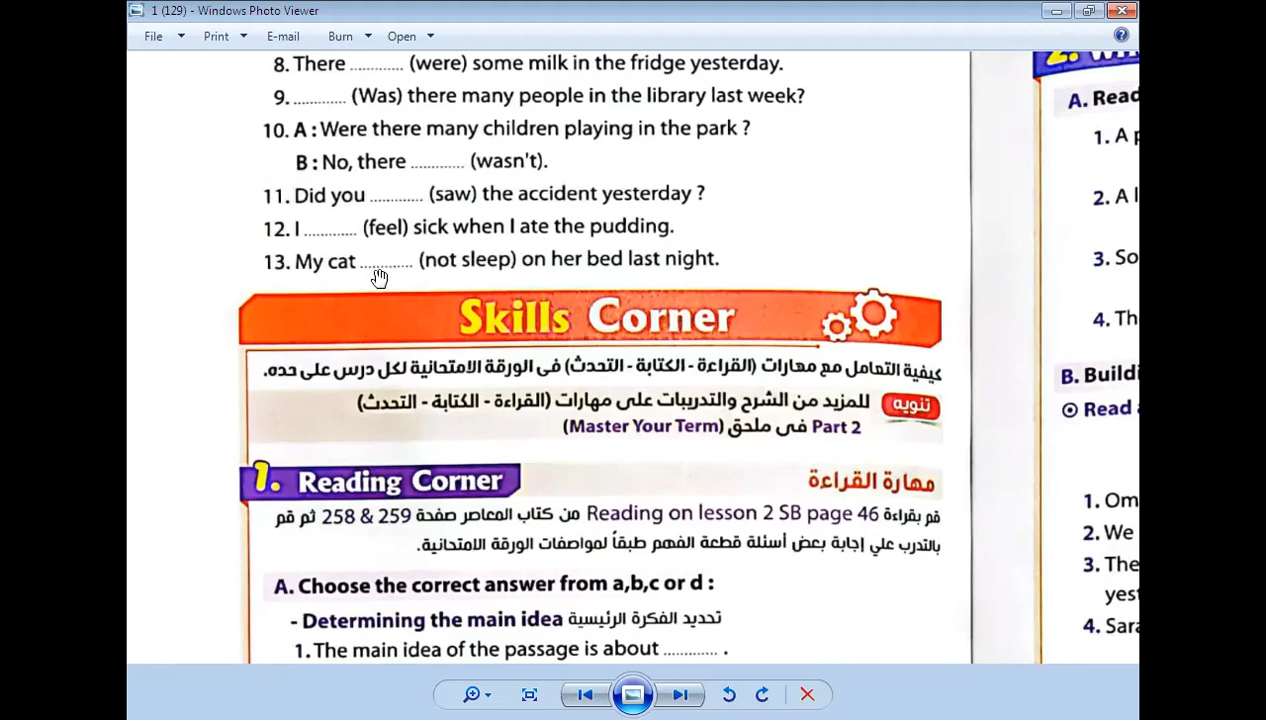 1 (129) - Windows Photo Viewer
File Print E-mail Burn Open
8. There ............ (were) some milk in the fridge yesterday.
9. ............ (Was) there many people in the library last week?
10. A : Were there many children playing in the park ?
B : No, there ............ (wasn't).
11. Did you ............ (saw) the accident yesterday ?
12. I ............ (feel) sick when I ate the pudding.
13. My cat ............ (not sleep) on her bed last night.
Skills Corner
كيفية التعامل مع مهارات (القراءة - الكتابة - التحدث) فى الورقة الامتحانية لكل درس على حده.
تنويه للمزيد من الشرح والتدريبات على مهارات (القراءة - الكتابة - التحدث)
Part 2 فى ملحق (Master Your Term)
1. Reading Corner مهارة القراءة
قم بقراءة Reading on lesson 2 SB page 46 من كتاب المعاصر صفحة 259 & 258 ثم قم
بالتدرب علي إجابة بعض أسئلة قطعة الفهم طبقاً لمواصفات الورقة الامتحانية.
A. Choose the correct answer from a,b,c or d :
- Determining the main idea تحديد الفكرة الرئيسية
1. The main idea of the passage is about ............ .
A. Read
1. A p
2. A l
3. So
4. Th
B. Buildi
Read a
1. Om
2. We
3. The
yest
4. Sara